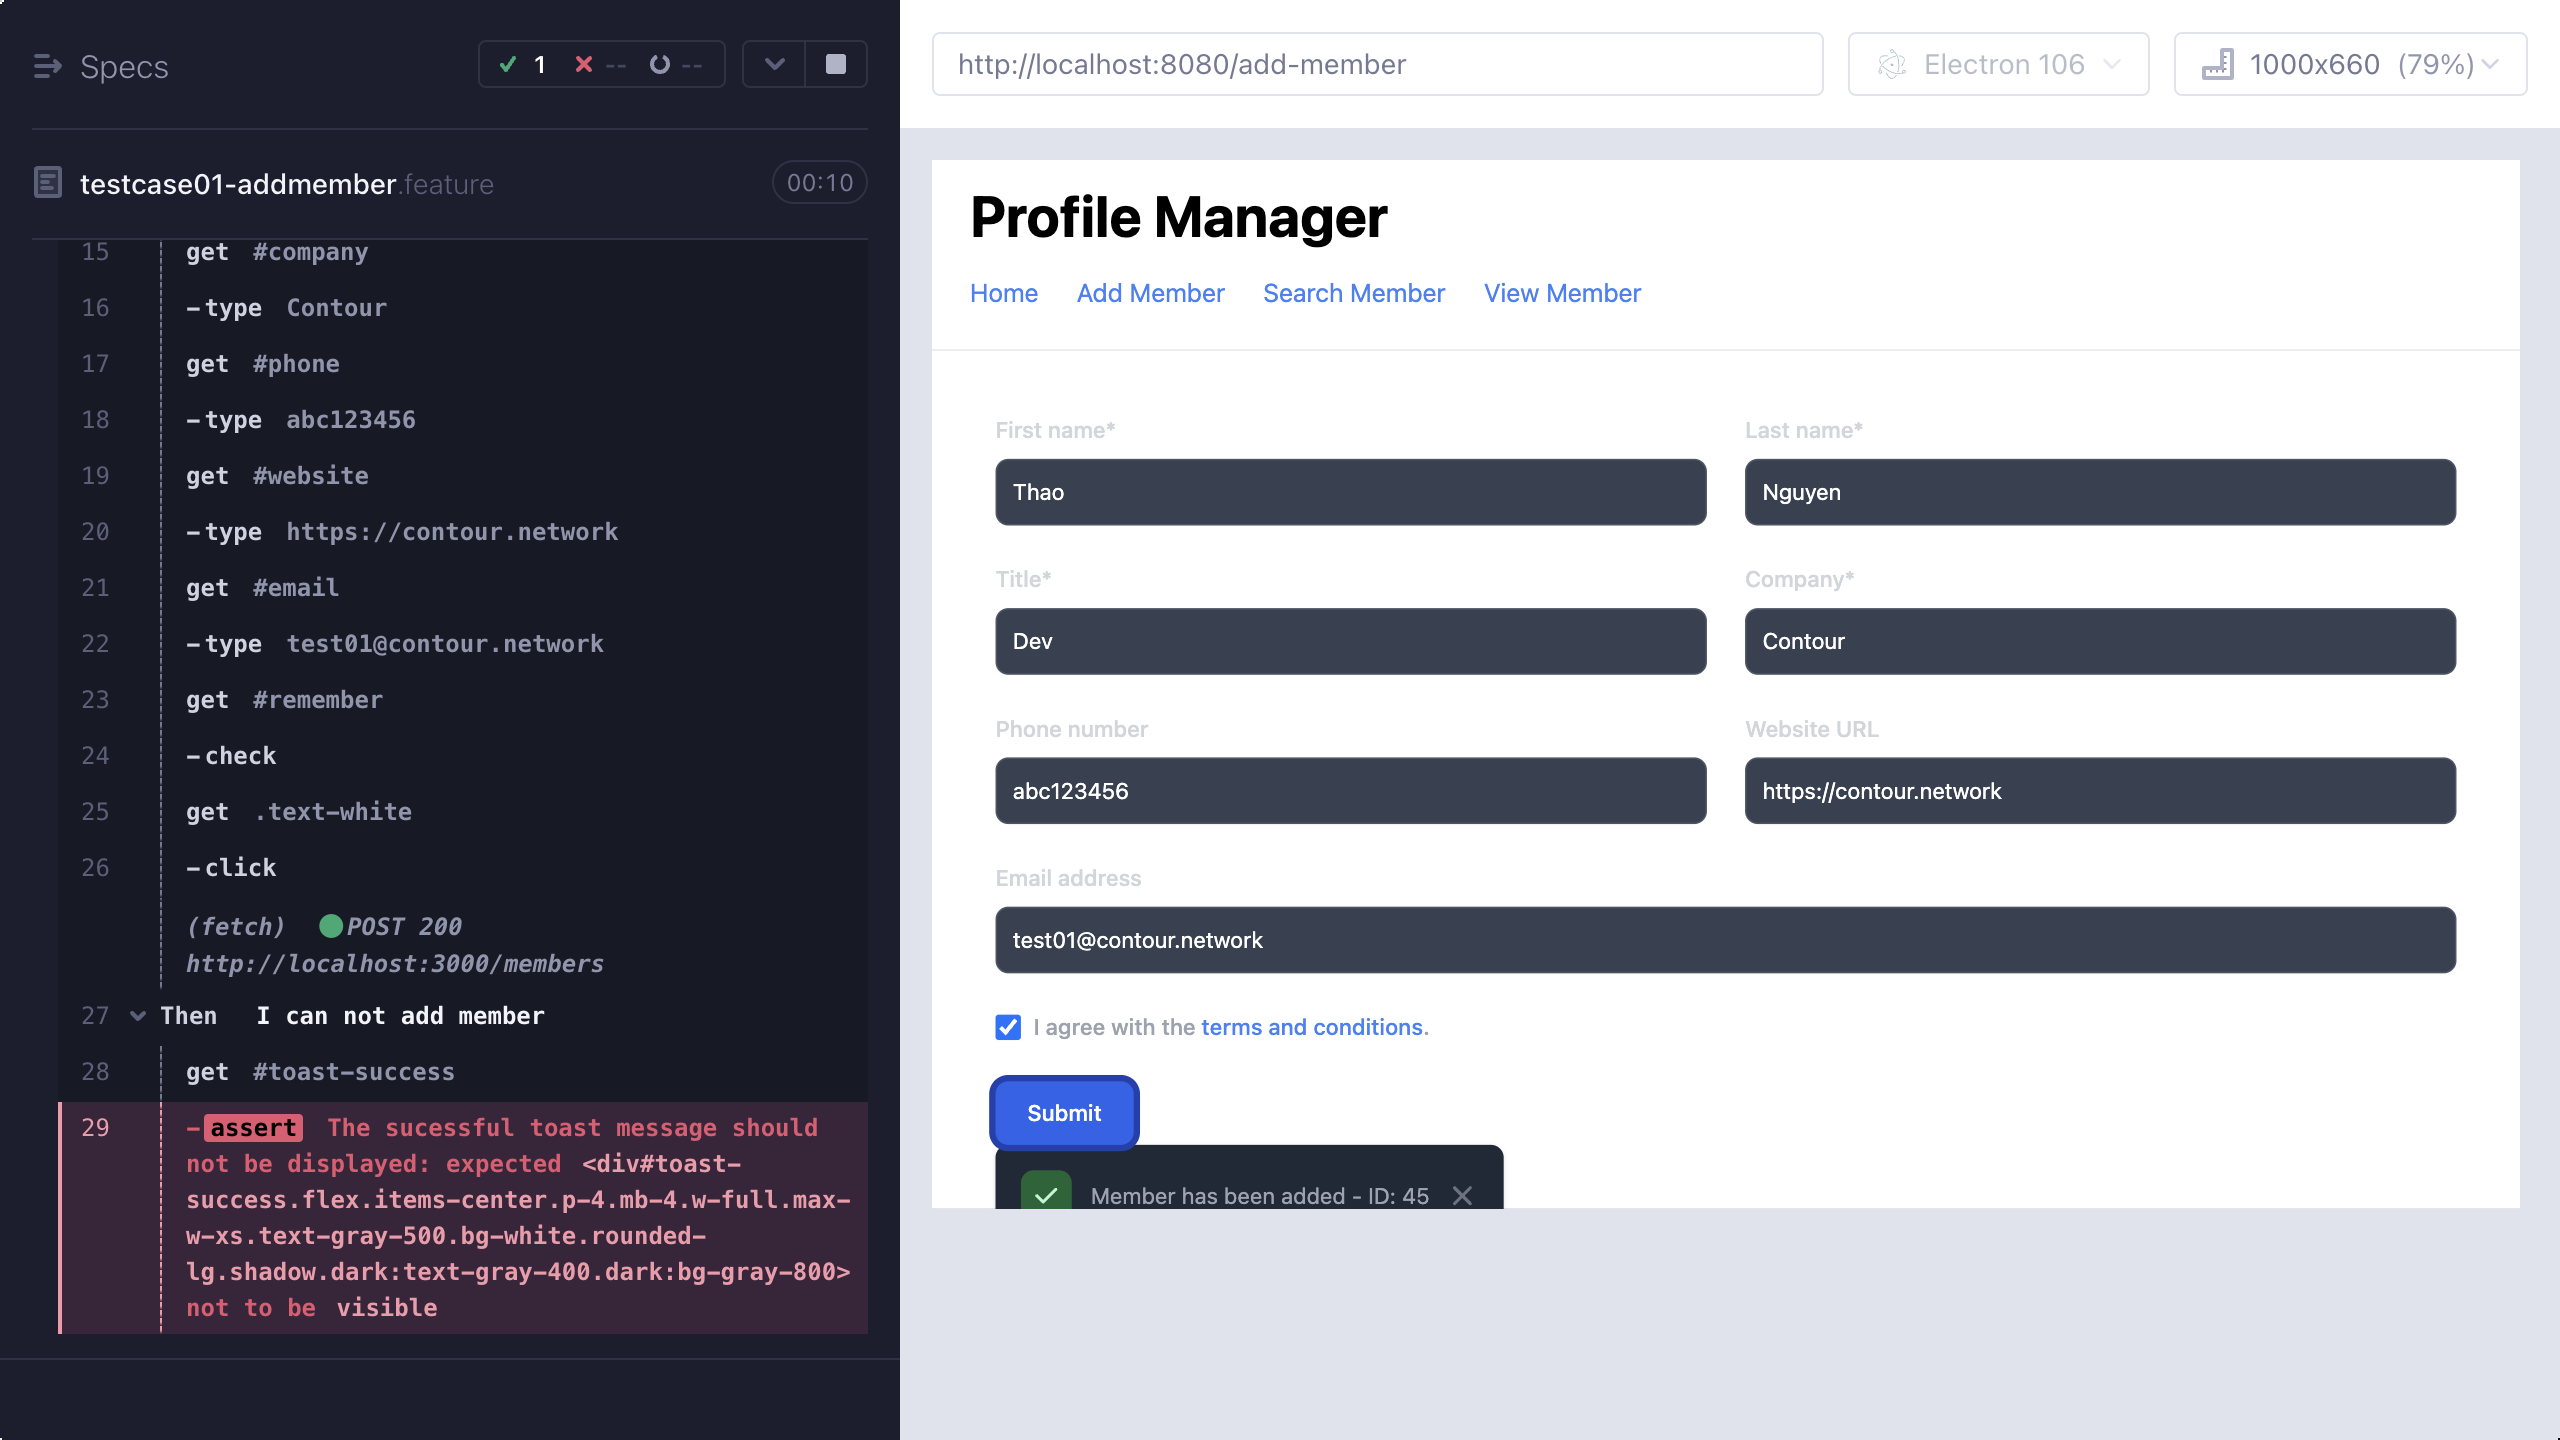 Specs
1 -- --
testcase01-addmember.feature 00:10
15 get #company
16 -type Contour
17 get #phone
18 -type abc123456
19 get #website
20 -type https://contour.network
21 get #email
22 -type test01@contour.network
23 get #remember
24 -check
25 get .text-white
26 -click
(fetch) POST 200
http://localhost:3000/members
27 Then I can not add member
28 get #toast-success
29 -assert The sucessful toast message should
not be displayed: expected <div#toast-
success.flex.items-center.p-4.mb-4.w-full.max-
w-xs.text-gray-500.bg-white.rounded-
lg.shadow.dark:text-gray-400.dark:bg-gray-800>
not to be visible
http://localhost:8080/add-member
Electron 106
1000x660 (79%)
Profile Manager
Home Add Member Search Member View Member
First name* Last name*
Thao Nguyen
Title* Company*
Dev Contour
Phone number Website URL
abc123456 https://contour.network
Email address
test01@contour.network
I agree with the terms and conditions.
Submit
Member has been added - ID: 45